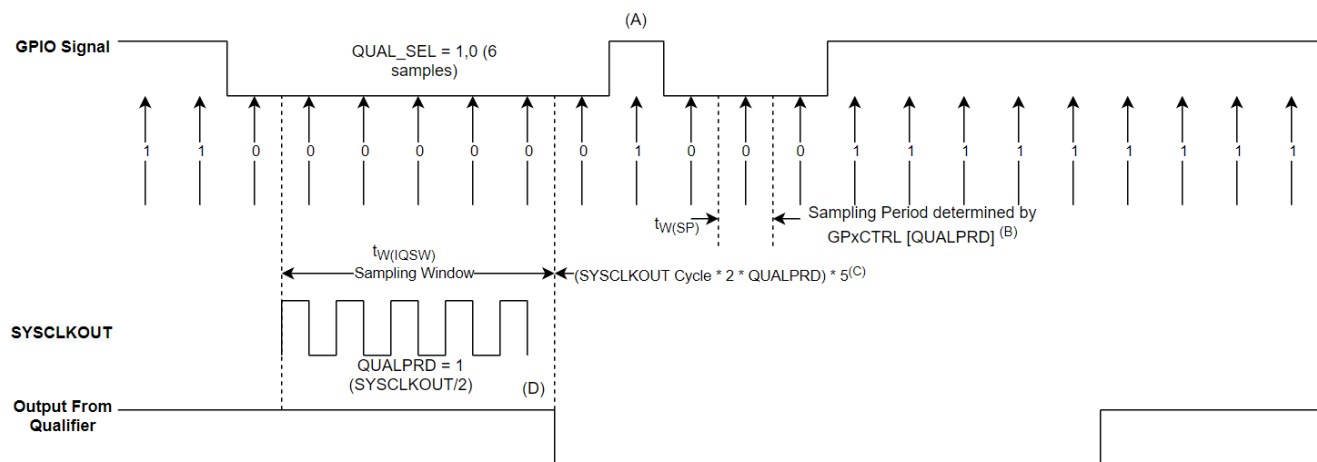 (A)
GPIO Signal
QUAL_SEL = 1,0 (6
samples)
1 1 0 0 0 0 0 0 0 1 0 0 0 1 1 1 1 1 1 1 1 1
tW(SP)
Sampling Period determined by
GPxCTRL [QUALPRD] (B)
tW(IQSW)
Sampling Window
(SYSCLKOUT Cycle * 2 * QUALPRD) * 5(C)
SYSCLKOUT
QUALPRD = 1
(SYSCLKOUT/2)
(D)
Output From
Qualifier